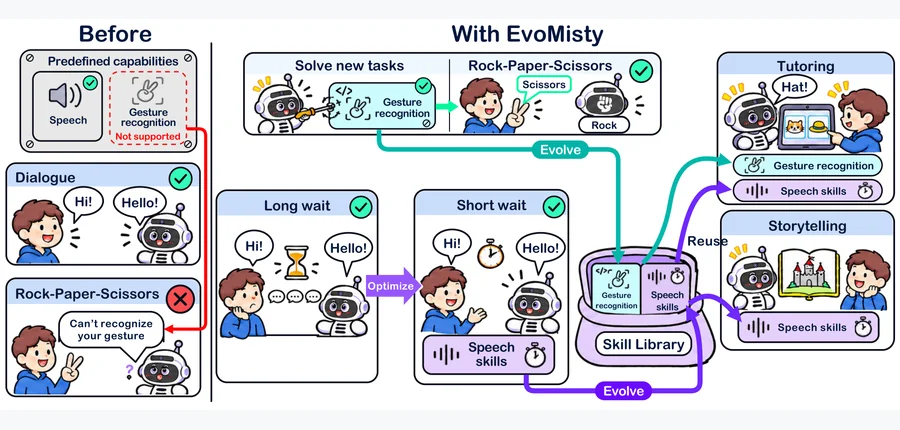 Before
Predefined capabilities
Speech
Gesture
recognition
Not supported
Dialogue
Hi!
Hello!
Rock-Paper-Scissors
Can't recognize
your gesture
?
With EvoMisty
Solve new tasks
</>
Gesture
recognition
Rock-Paper-Scissors
Scissors
Rock
Evolve
Long wait
Hi!
Hello!
Optimize
Short wait
Hi!
Hello!
Speech
skills
Evolve
</>r
Gesture
recognition
Speech
skills
Skill Library
Reuse
Tutoring
Hat!
Gesture recognition
Speech skills
Storytelling
Speech skills